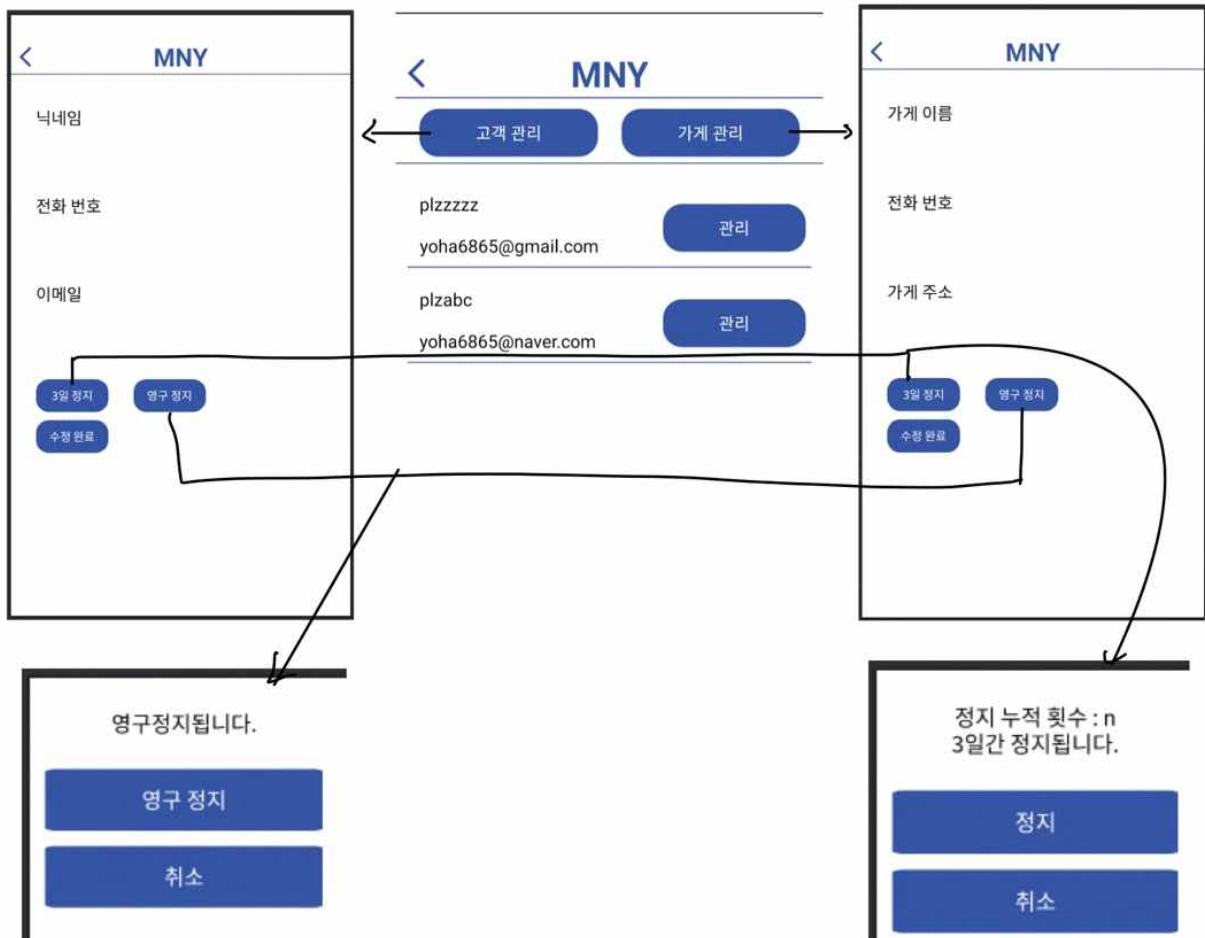 MNY
닉네임
전화 번호
이메일
3일 정지
영구 정지
수정 완료
MNY
고객 관리
가게 관리
plzzzzz
yoha6865@gmail.com
관리
plzabc
yoha6865@naver.com
관리
MNY
가게 이름
전화 번호
가게 주소
3일 정지
영구 정지
수정 완료
영구정지됩니다.
영구 정지
취소
정지 누적 횟수 : n
3일간 정지됩니다.
정지
취소